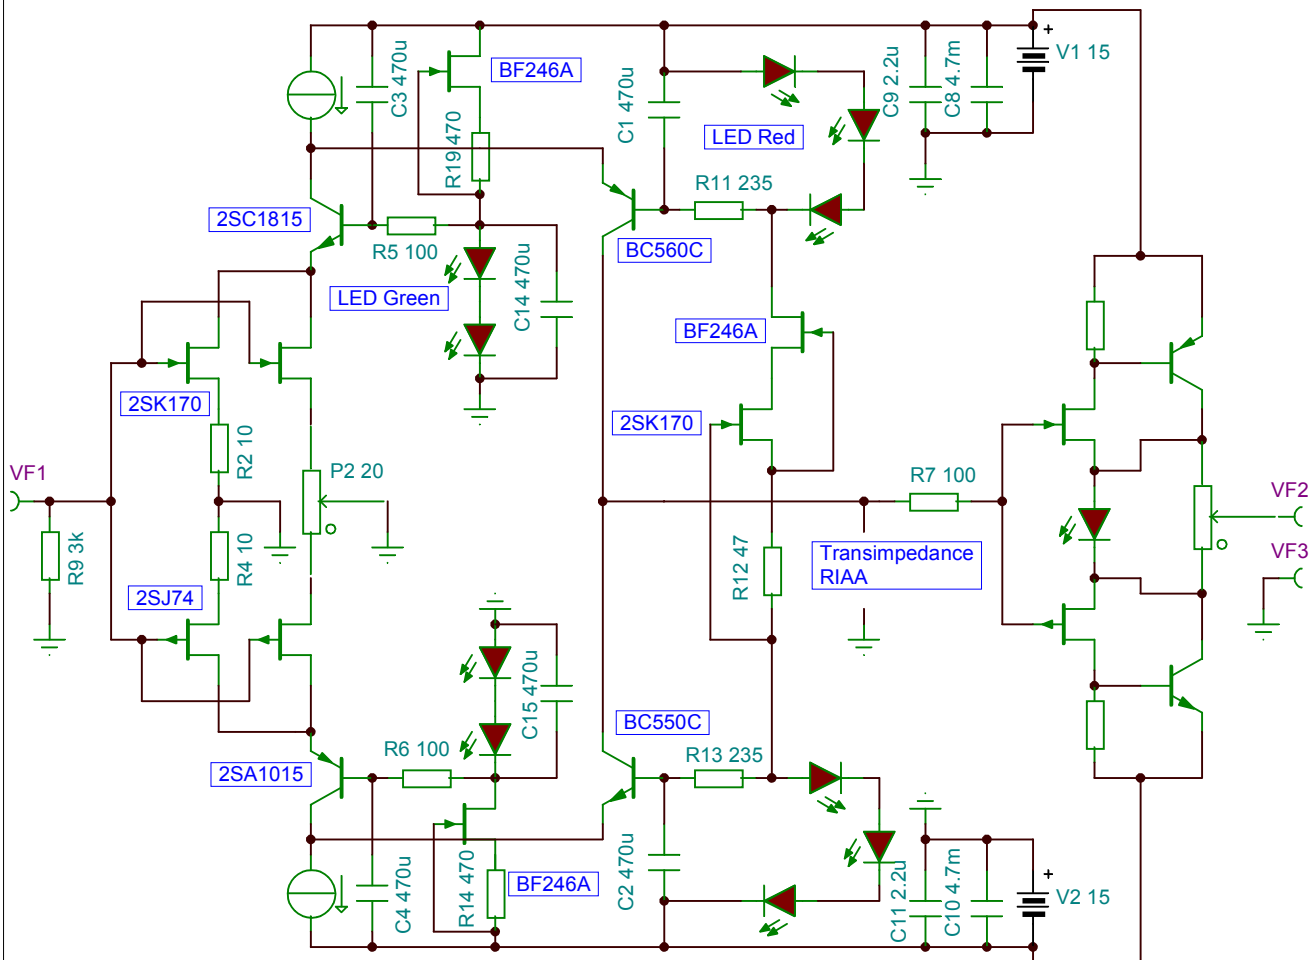 BF246A
C3 470u
R19 470
C1 470u
LED Red
C9 2.2u
C8 4.7m
+
V1 15
2SC1815
R5 100
R11 235
BC560C
LED Green
C14 470u
BF246A
2SK170
2SK170
R2 10
P2 20
VF1
R7 100
VF2
R9 3k
R4 10
R12 47
Transimpedance
RIAA
VF3
2SJ74
C15 470u
BC550C
R6 100
R13 235
2SA1015
C4 470u
R14 470
BF246A
C2 470u
C11 2.2u
C10 4.7m
+
V2 15